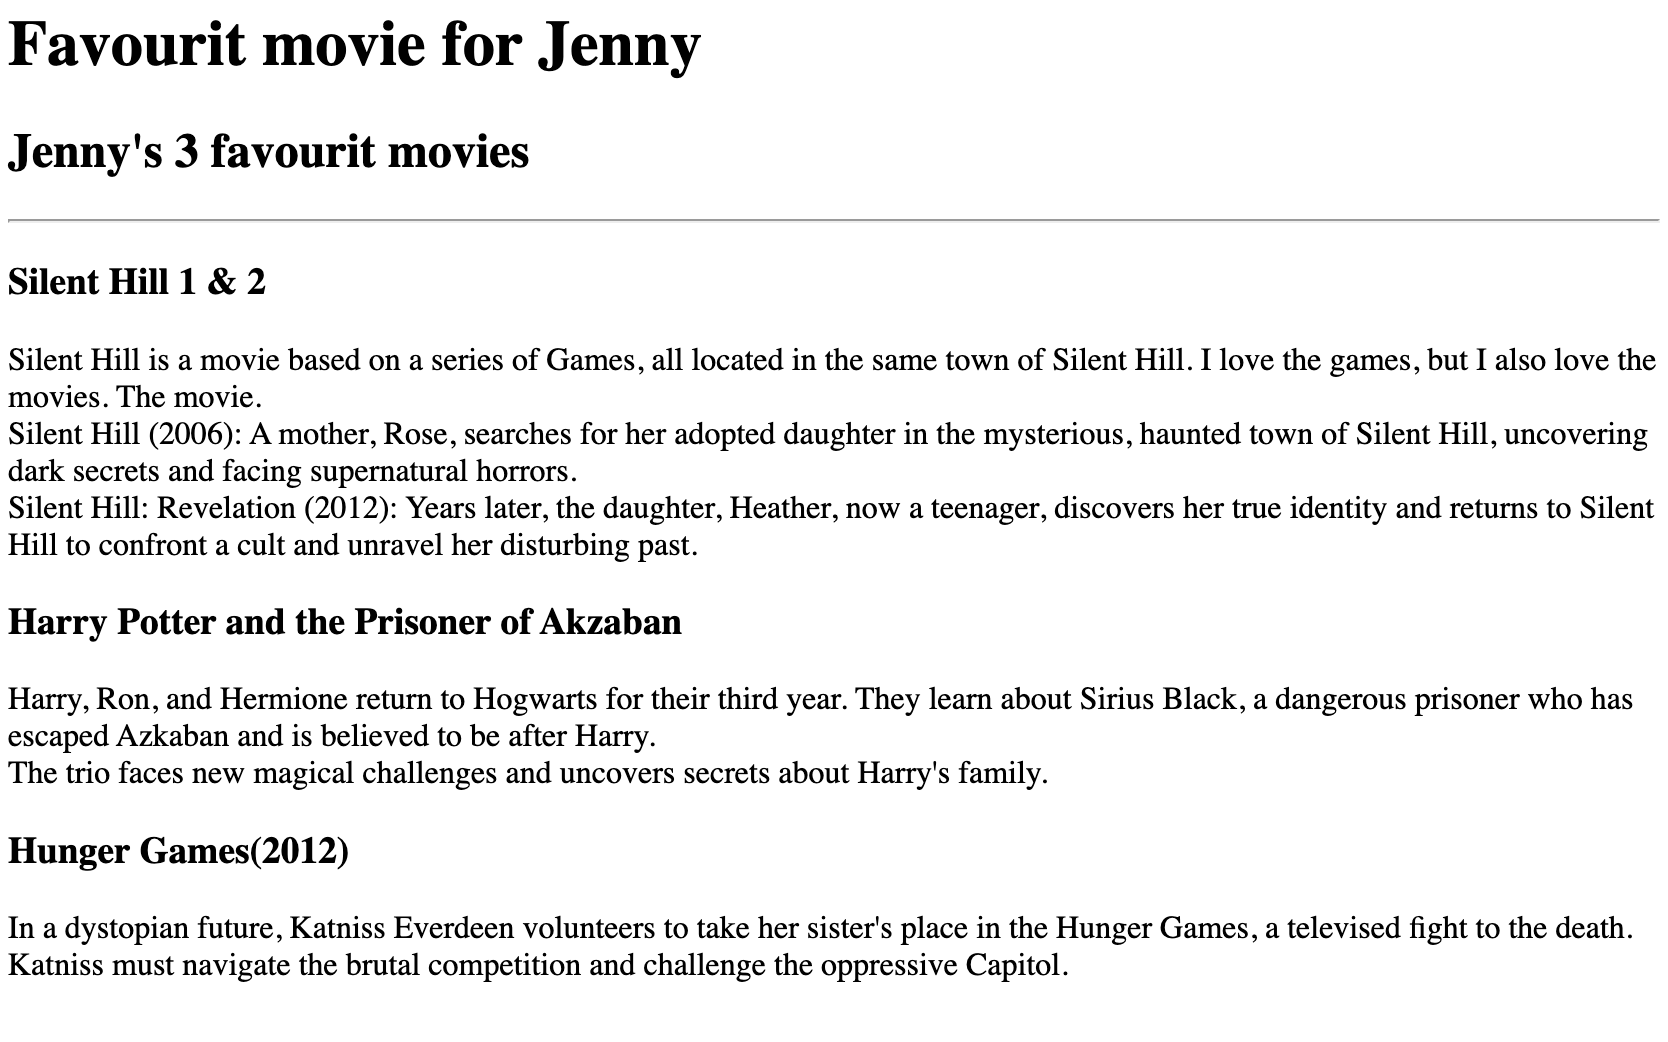 Favourit movie for Jenny
Jenny's 3 favourit movies
Silent Hill 1 & 2
Silent Hill is a movie based on a series of Games, all located in the same town of Silent Hill. I love the games, but I also love the
movies. The movie.
Silent Hill (2006): A mother, Rose, searches for her adopted daughter in the mysterious, haunted town of Silent Hill, uncovering
dark secrets and facing supernatural horrors.
Silent Hill: Revelation (2012): Years later, the daughter, Heather, now a teenager, discovers her true identity and returns to Silent
Hill to confront a cult and unravel her disturbing past.
Harry Potter and the Prisoner of Akzaban
Harry, Ron, and Hermione return to Hogwarts for their third year. They learn about Sirius Black, a dangerous prisoner who has
escaped Azkaban and is believed to be after Harry.
The trio faces new magical challenges and uncovers secrets about Harry's family.
Hunger Games(2012)
In a dystopian future, Katniss Everdeen volunteers to take her sister's place in the Hunger Games, a televised fight to the death.
Katniss must navigate the brutal competition and challenge the oppressive Capitol.